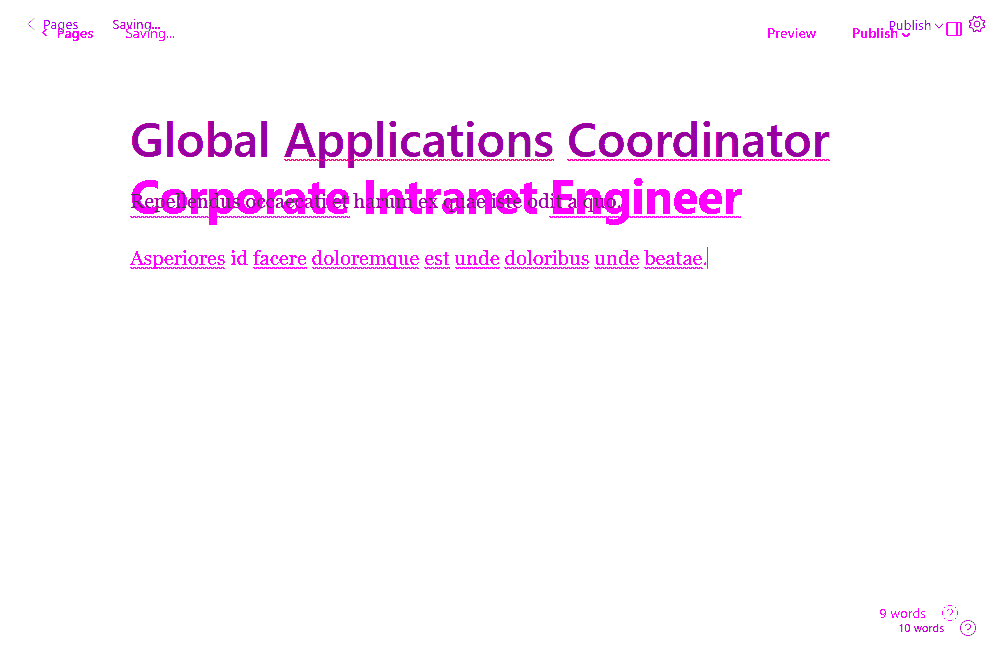 Pages Saving... Publish
Pages Saving... Preview Publish
Global Applications Coordinator
Corporate Intranet Engineer
Repellendus occaecati et harum ex quae iste odit a quo.
Asperiores id facere doloremque est unde doloribus unde beatae.
9 words ?
10 words ?